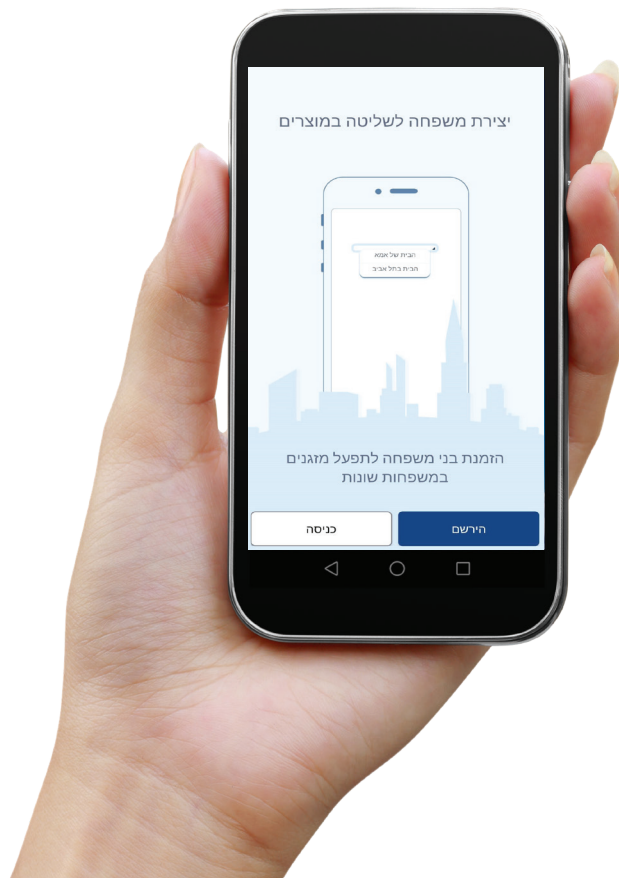 יצירת משפחה לשליטה במוצרים
הבית של אמא
הבית בתל אביב
הזמנת בני משפחה לתפעל מזגנים
במשפחות שונות
הירשם
כניסה